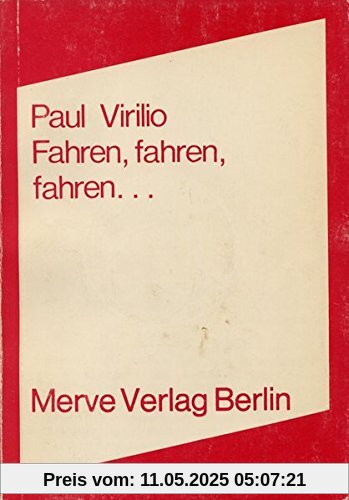 Paul Virilio
Fahren, fahren,
fahren...
Merve Verlag Berlin
Preis vom: 11.05.2025 05:07:21